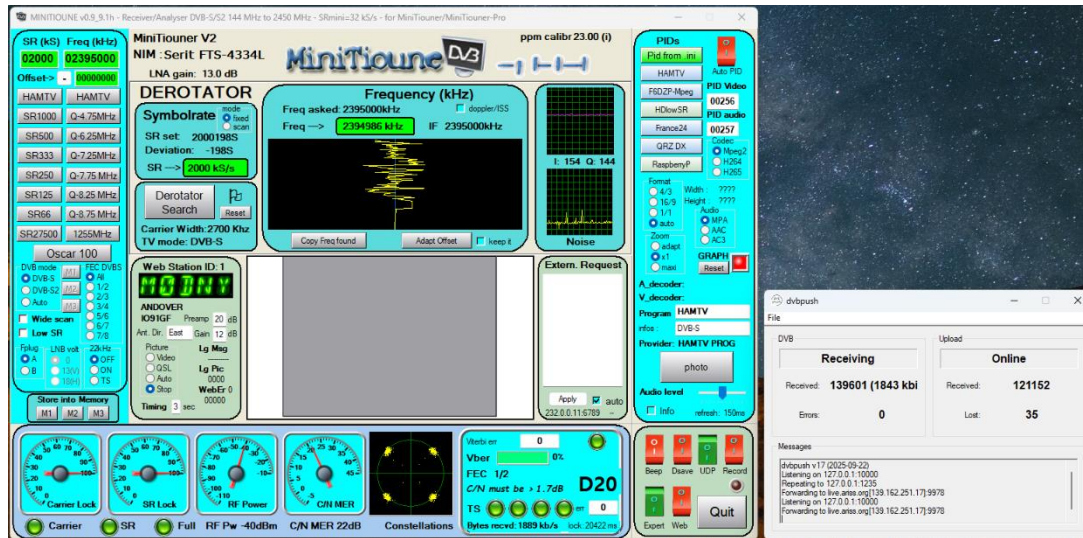 MINITIOUNE v0.9_9.1h - Receiver/Analyser DVB-S/S2 144 MHz to 2450 MHz - SRmini=32 kS/s - for MiniTiouner/MiniTiouner-Pro
SR (kS) Freq (kHz)
02000 02395000
Offset-> - 00000000
HAMTV HAMTV
SR1000 Q-4.75MHz
SR500 Q-6.25MHz
SR333 Q-7.25MHz
SR250 Q-7.75 MHz
SR125 Q-8.25 MHz
SR66 Q-8.75 MHz
SR27500 1255MHz
Oscar 100
DVB mode FEC DVBS
DVB-S M1 All
DVB-S2 M2 1/2
2/3
Auto M3 3/4
Wide scan 5/6
6/7
Low SR 7/8
Fplug LNB volt 22kHz
A 0 OFF
B 13(V) ON
18(H) TS
Store into Memory
M1 M2 M3
MiniTiouner V2
NIM :Serit FTS-4334L
LNA gain: 13.0 dB
MiniTioune DVB
ppm calibr 23.00 (i)
DEROTATOR
Symbolrate mode
fixed
scan
SR set: 2000198S
Deviation: -198S
SR --> 2000 kS/s
Derotator
Search Reset
Carrier Width:2700 Khz
TV mode: DVB-S
Frequency (kHz)
Freq asked: 2395000kHz doppler/ISS
Freq ---> 2394986 kHz IF 2395000kHz
Copy Freq found Adapt Offset keep it
I: 154 Q: 144
Noise
Web Station ID: 1
M0DNY
ANDOVER
IO91GF Preamp 20 dB
Ant. Dir. East Gain 12 dB
Picture Lg Msg
Video --------
QSL Lg Pic
Auto 0000
Stop WebErr 0
00000
Timing 3 sec
Extern. Request
Apply auto
232.0.0.11:6789 -
PIDs
Pid from .ini
HAMTV Auto PID
F6DZP-Mpeg PID Video
00256
HDlowSR PID audio
France24 00257
QRZ DX Codec
Mpeg2
RaspberryP H264
H265
Format
4/3 Width : ????
16/9 Height : ????
1/1 Audio
auto MPA
Zoom AAC
adapt AC3
x1 GRAPH
maxi Reset
A_decoder:
V_decoder:
Program HAMTV
infos : DVB-S
Provider: HAMTV PROG
photo
Audio level
Info refresh: 150ms
Carrier Lock SR Lock RF Power C/N MER
Carrier SR Full RF Pw -40dBm C/N MER 22dB Constellations
Viterbi err 0
Vber 0%
FEC 1/2
C/N must be > 1.7dB D20
TS err 0
Bytes recvd: 1889 kb/s lock: 20422 ms
Beep Dsave UDP Record
Expert Web Quit
dvbpush
File
DVB Upload
Receiving Online
Received: 139601 (1843 kbi Received: 121152
Errors: 0 Lost: 35
Messages
dvbpush v17 (2025-09-22)
Listening on 127.0.0.1:10000
Repeating to 127.0.0.1:1235
Forwarding to live.ariss.org[139.162.251.17]:9978
Listening on 127.0.0.1:10000
Forwarding to live.ariss.org[139.162.251.17]:9978